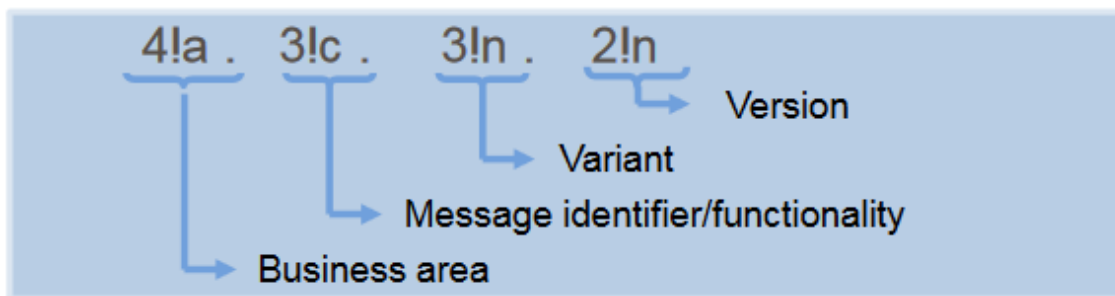 4!a . 3!c . 3!n . 2!n
Version
Variant
Message identifier/functionality
Business area